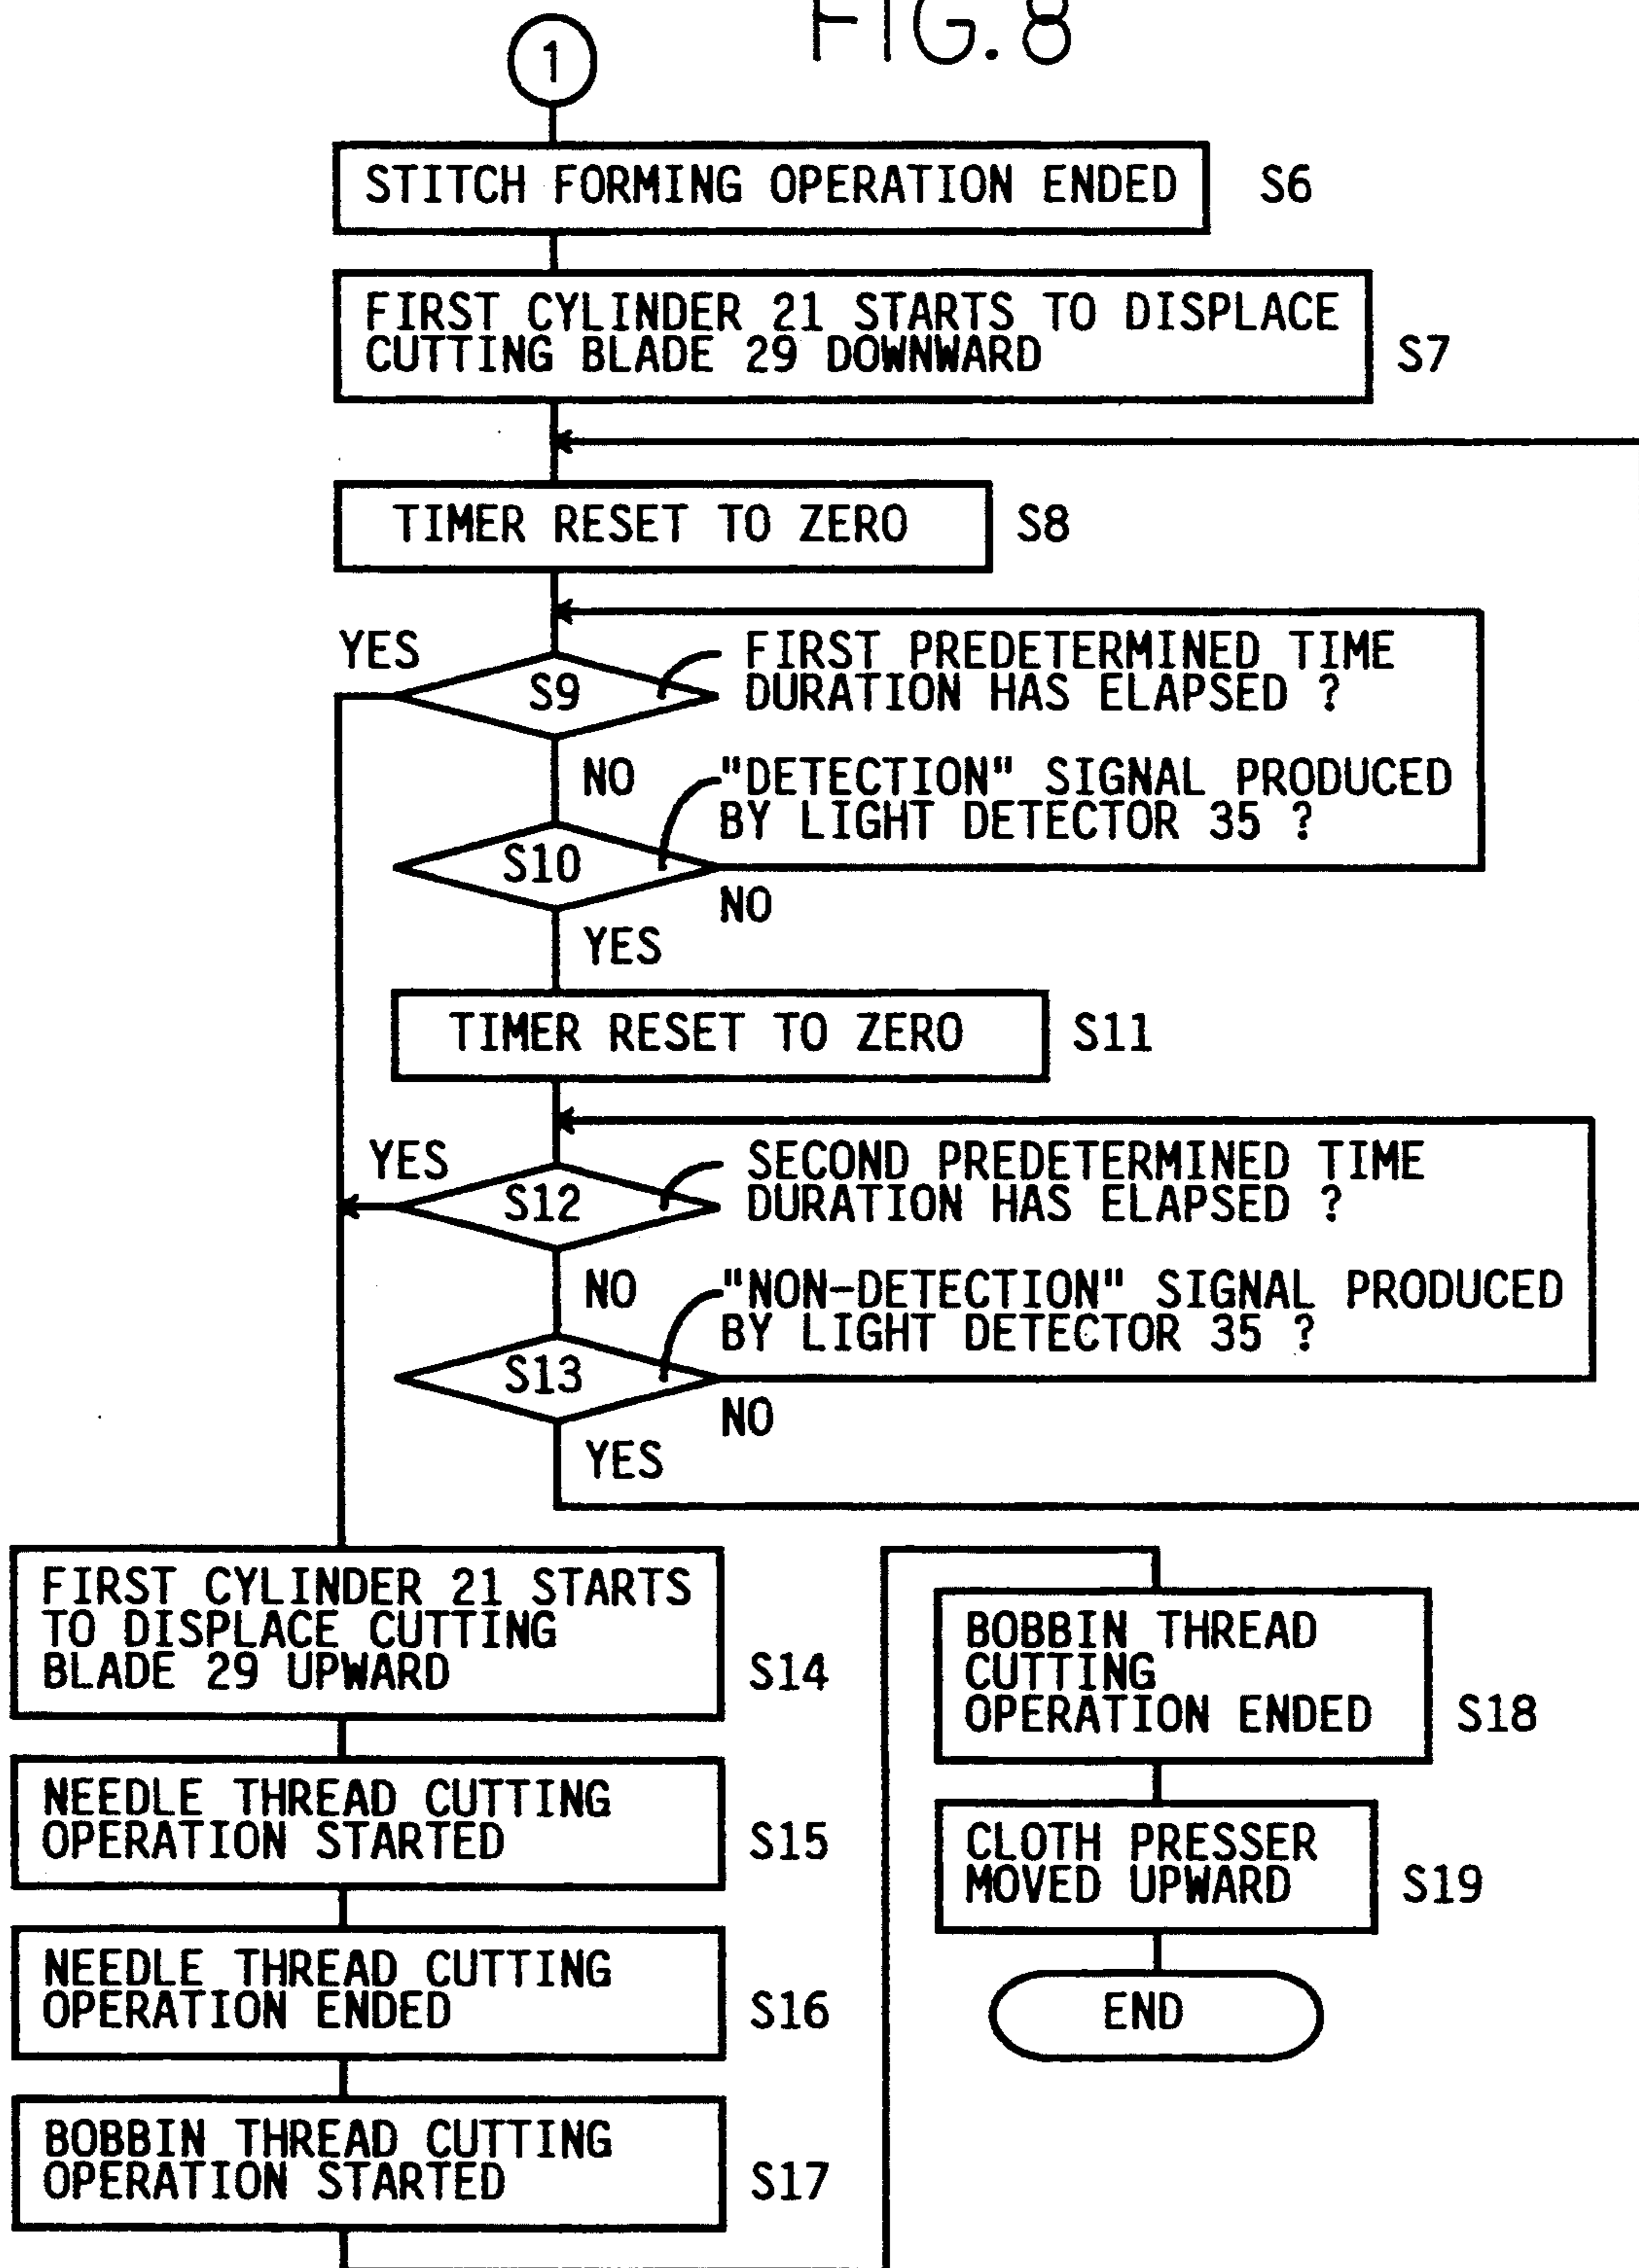 FIG. 8
1
STITCH FORMING OPERATION ENDED
S6
FIRST CYLINDER 21 STARTS TO DISPLACE
CUTTING BLADE 29 DOWNWARD
S7
TIMER RESET TO ZERO
S8
YES
S9
FIRST PREDETERMINED TIME
DURATION HAS ELAPSED ?
NO
"DETECTION" SIGNAL PRODUCED
BY LIGHT DETECTOR 35 ?
S10
NO
YES
TIMER RESET TO ZERO
S11
YES
S12
SECOND PREDETERMINED TIME
DURATION HAS ELAPSED ?
NO
"NON-DETECTION" SIGNAL PRODUCED
BY LIGHT DETECTOR 35 ?
S13
NO
YES
FIRST CYLINDER 21 STARTS
TO DISPLACE CUTTING
BLADE 29 UPWARD
S14
NEEDLE THREAD CUTTING
OPERATION STARTED
S15
NEEDLE THREAD CUTTING
OPERATION ENDED
S16
BOBBIN THREAD CUTTING
OPERATION STARTED
S17
BOBBIN THREAD
CUTTING
OPERATION ENDED
S18
CLOTH PRESSER
MOVED UPWARD
S19
END